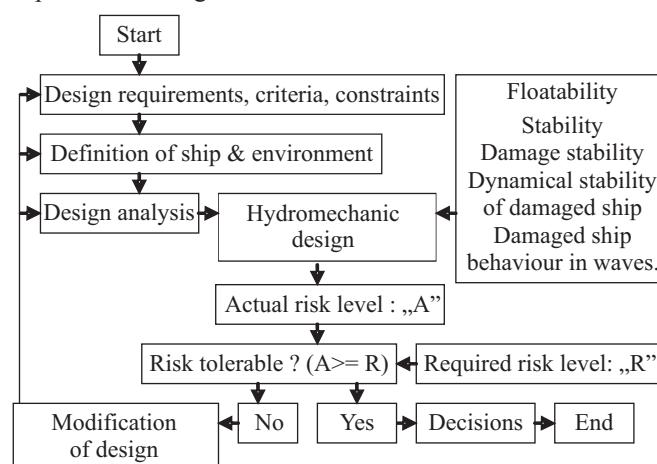 Start
Design requirements, criteria, constraints
Definition of ship & environment
Design analysis
Hydromechanic
design
Floatability
Stability
Damage stability
Dynamical stability
of damaged ship
Damaged ship
behaviour in waves.
Actual risk level : „A”
Risk tolerable ? (A>= R)
Required risk level: „R”
Modification
of design
No
Yes
Decisions
End